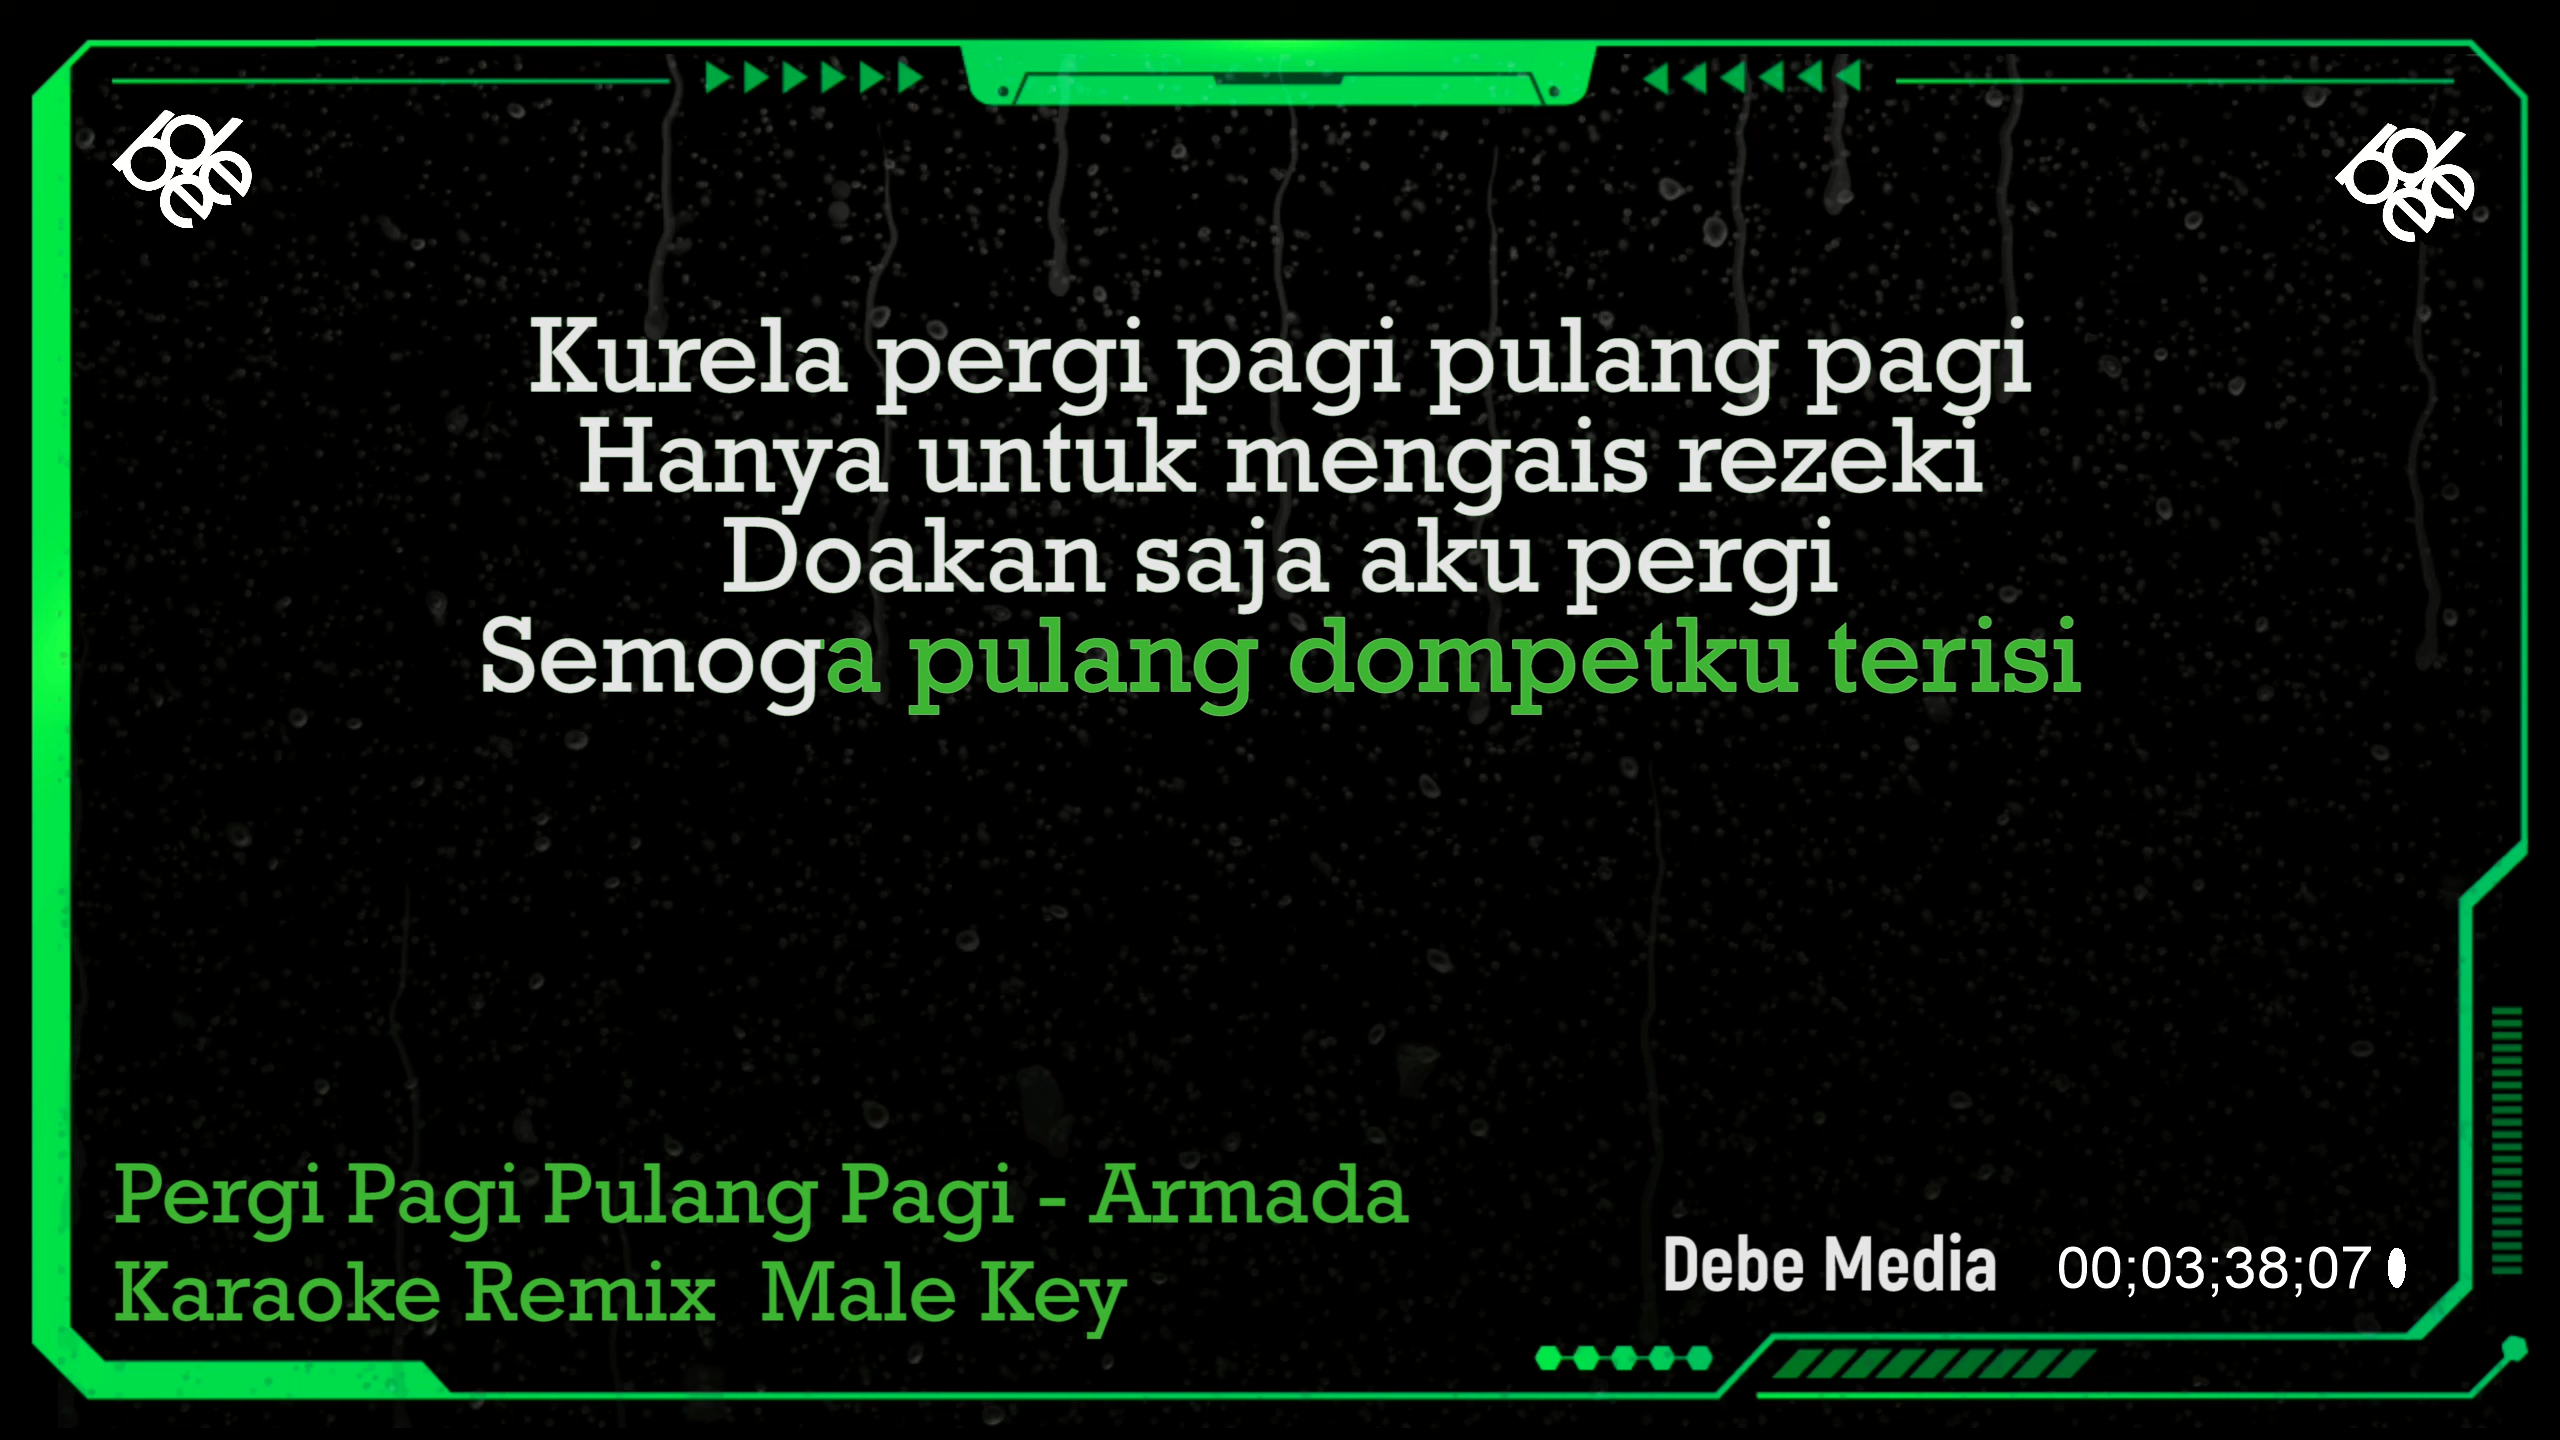 Kurela pergi pagi pulang pagi
Hanya untuk mengais rezeki
Doakan saja aku pergi
Semoga pulang dompetku terisi
Pergi Pagi Pulang Pagi - Armada
Karaoke Remix  Male Key
Debe Media
00;03;38;07